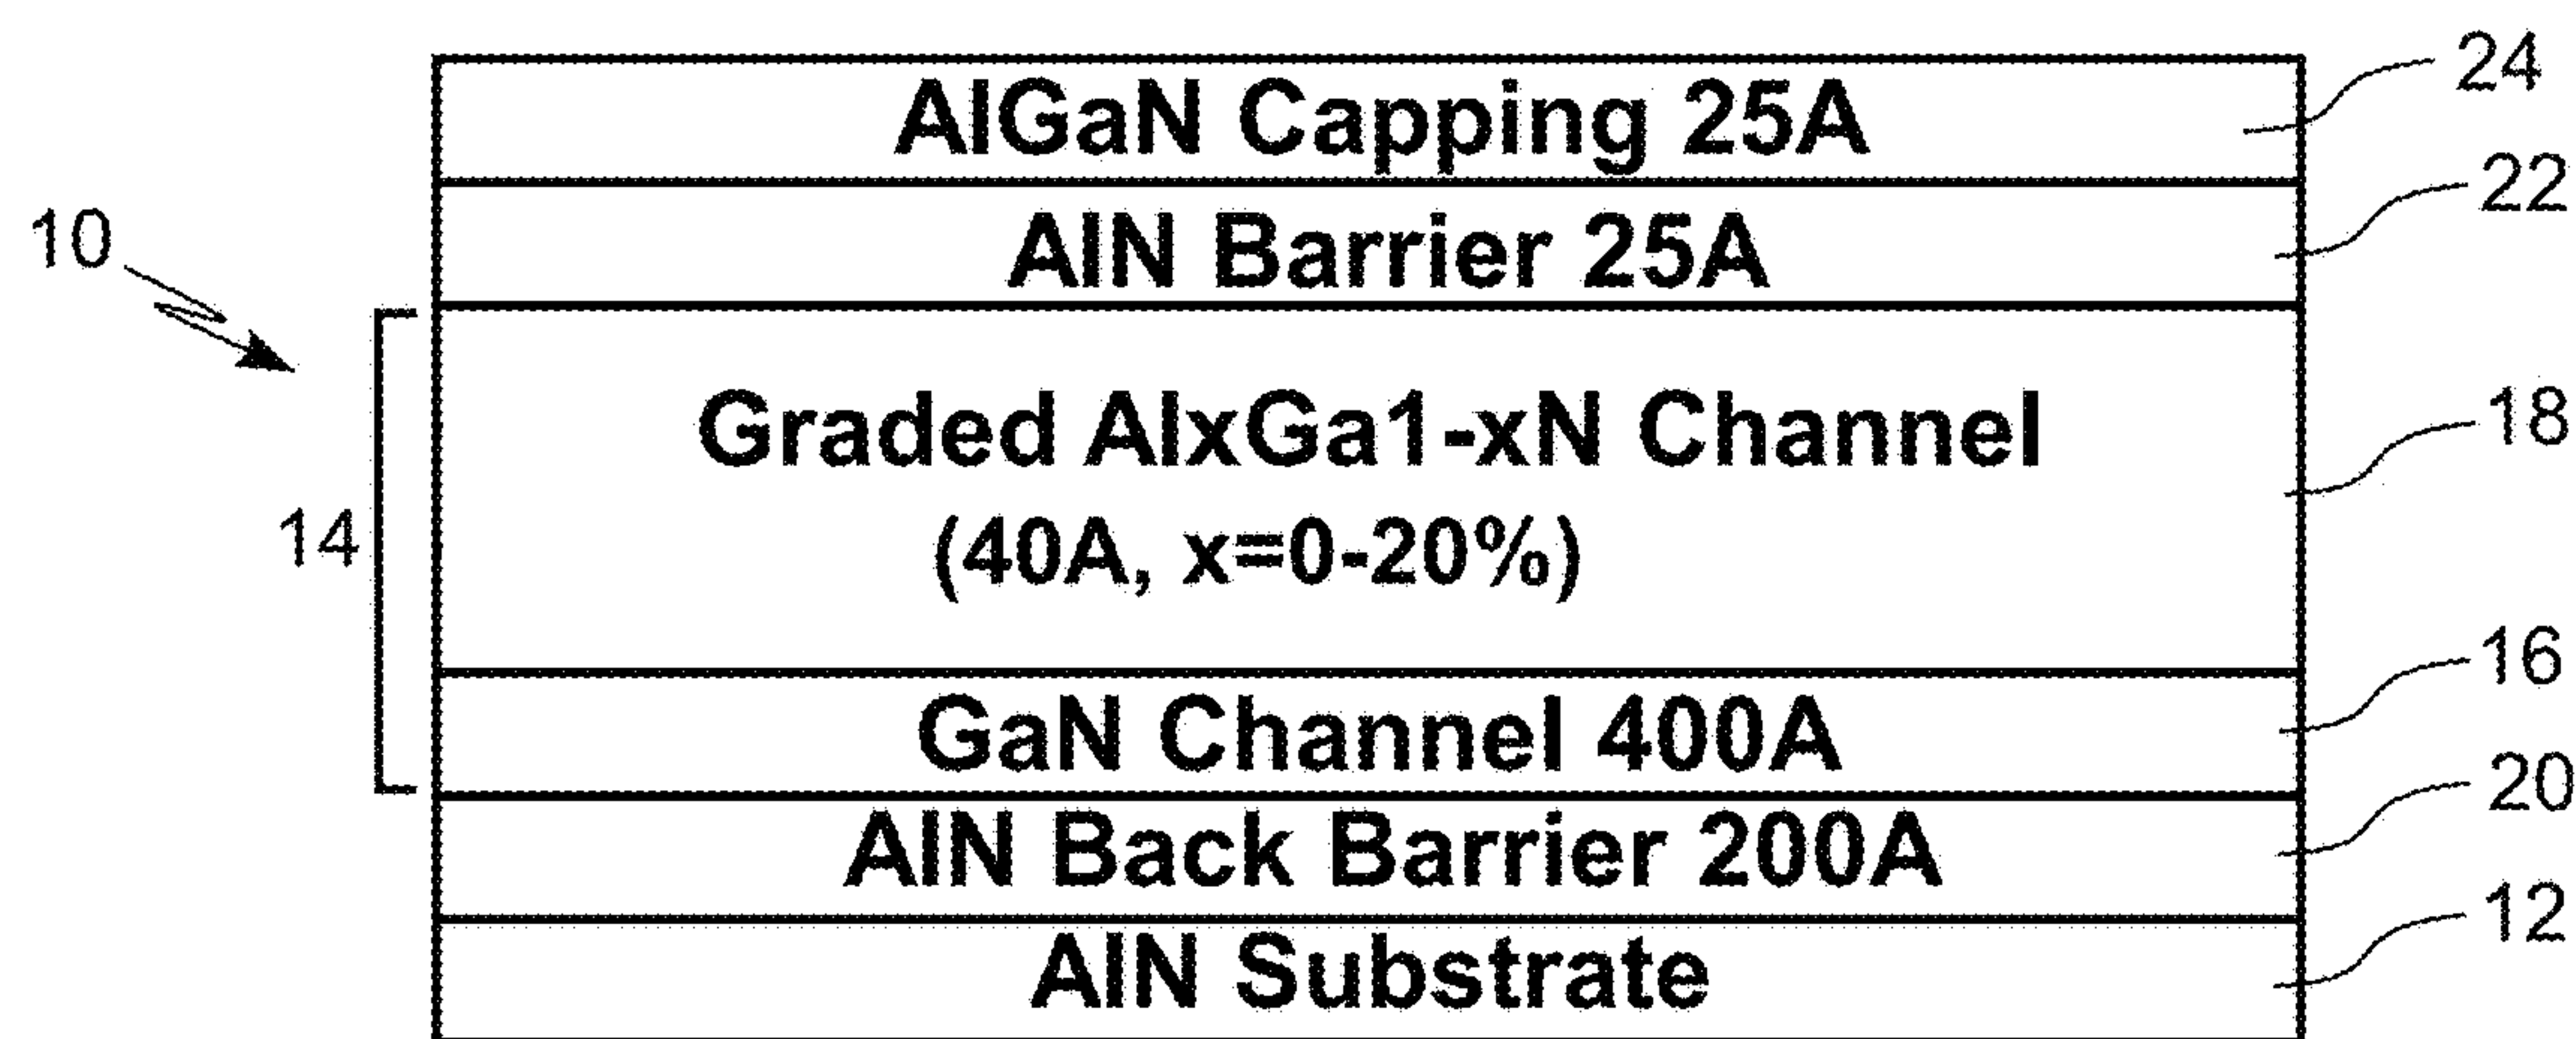 24
AlGaN Capping 25A
22
AlN Barrier 25A
10
Graded AlxGa1-xN Channel
18
(40A, x=0-20%)
14
16
GaN Channel 400A
20
AlN Back Barrier 200A
12
AlN Substrate